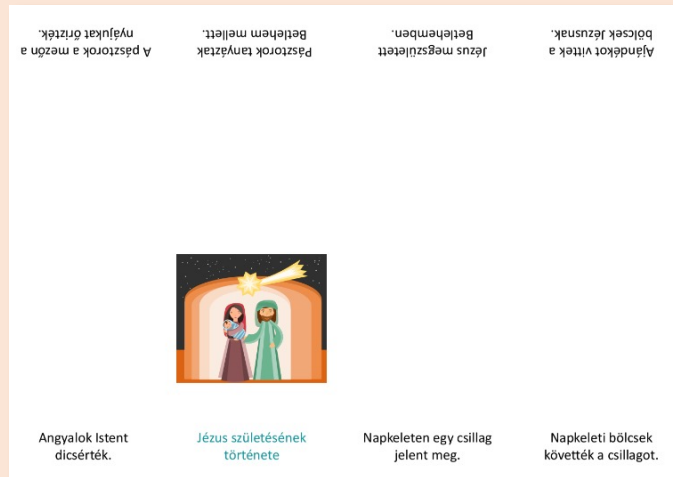 A pásztorok a mezőn a
nyájukat őrizték.
Pásztorok tanyáztak
Betlehem mellett.
Jézus megszületett
Betlehemben.
Ajándékot vittek a
bölcsek Jézusnak.
Angyalok Istent
dicsérték.
Jézus születésének
története
Napkeleten egy csillag
jelent meg.
Napkeleti bölcsek
követték a csillagot.